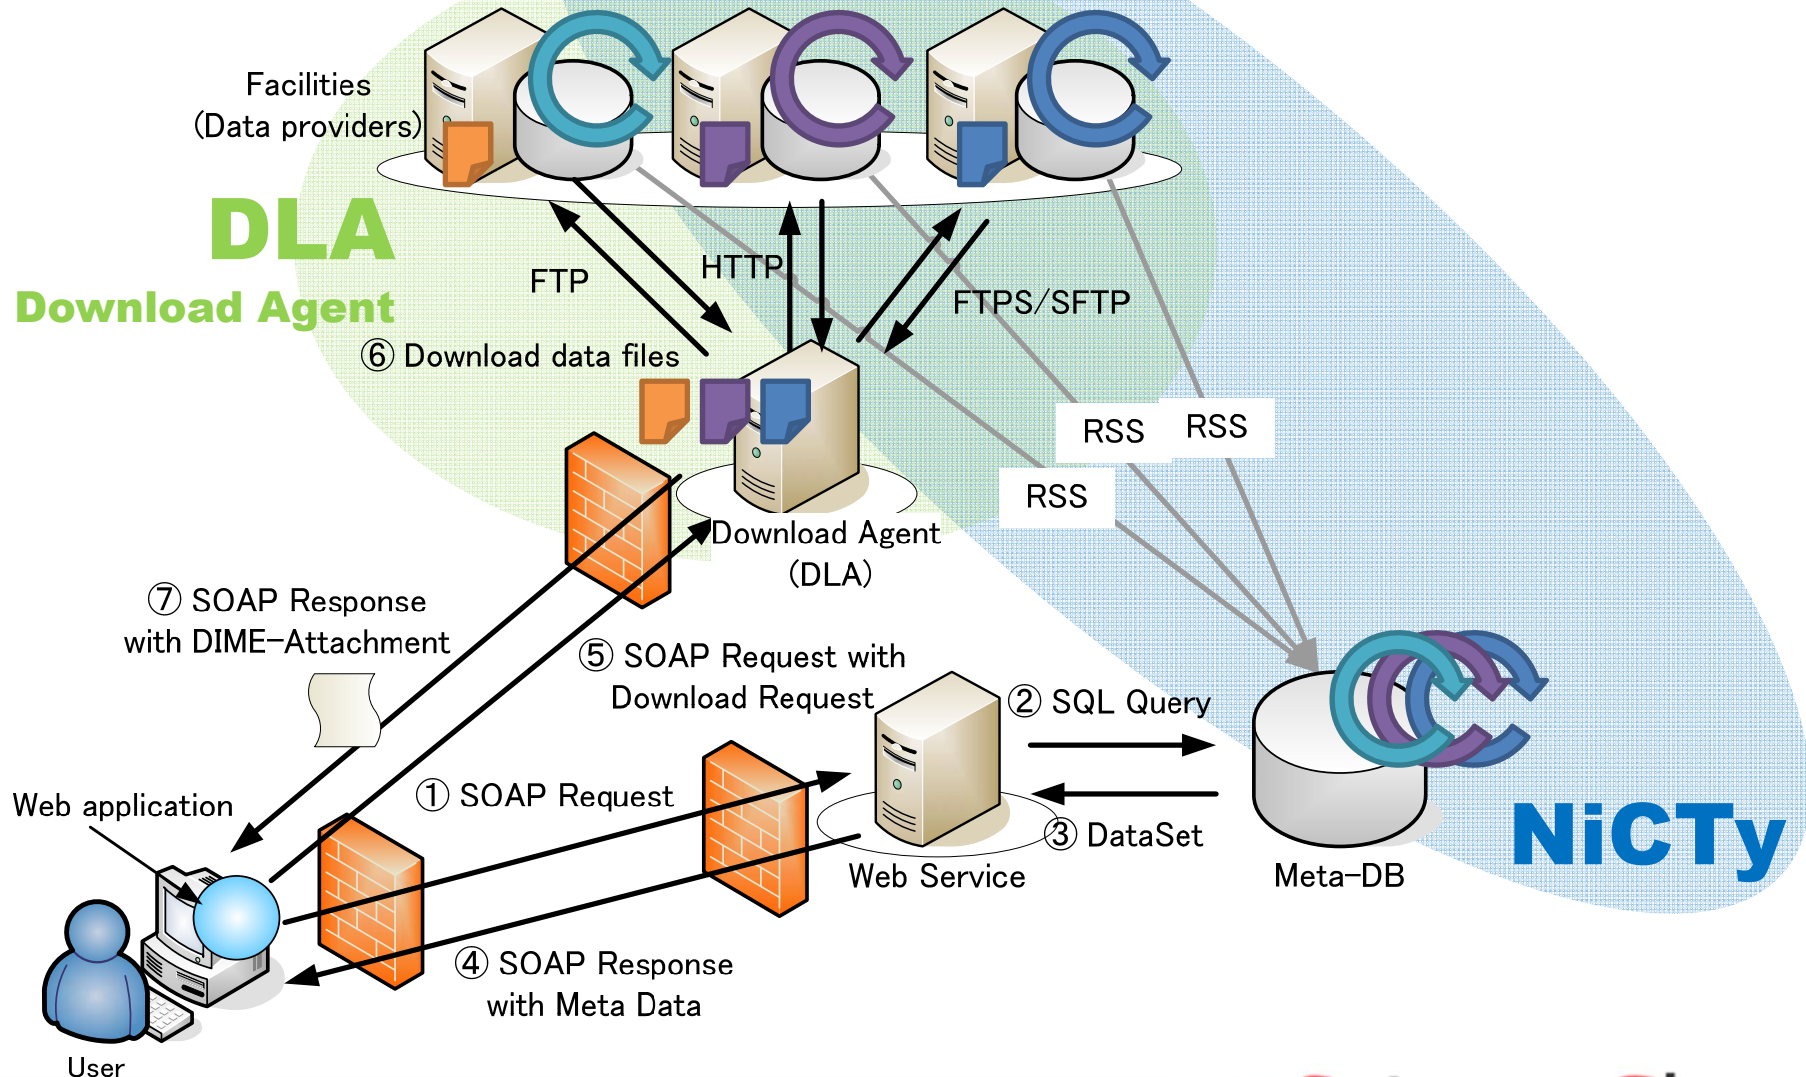 Facilities
(Data providers)
DLA
Download Agent
FTP
HTTP
FTPS/SFTP
⑥ Download data files
RSS
RSS
RSS
Download Agent
(DLA)
⑦ SOAP Response
with DIME-Attachment
⑤ SOAP Request with
Download Request
② SQL Query
① SOAP Request
Web application
③ DataSet
NiCTy
Web Service
Meta-DB
④ SOAP Response
with Meta Data
User